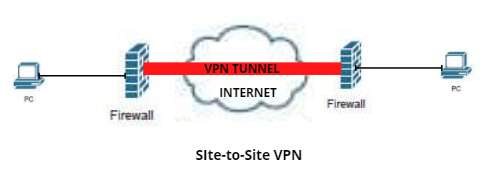 VPN TUNNEL
INTERNET
PC
Firewall
Firewall
PC
SIte-to-Site VPN